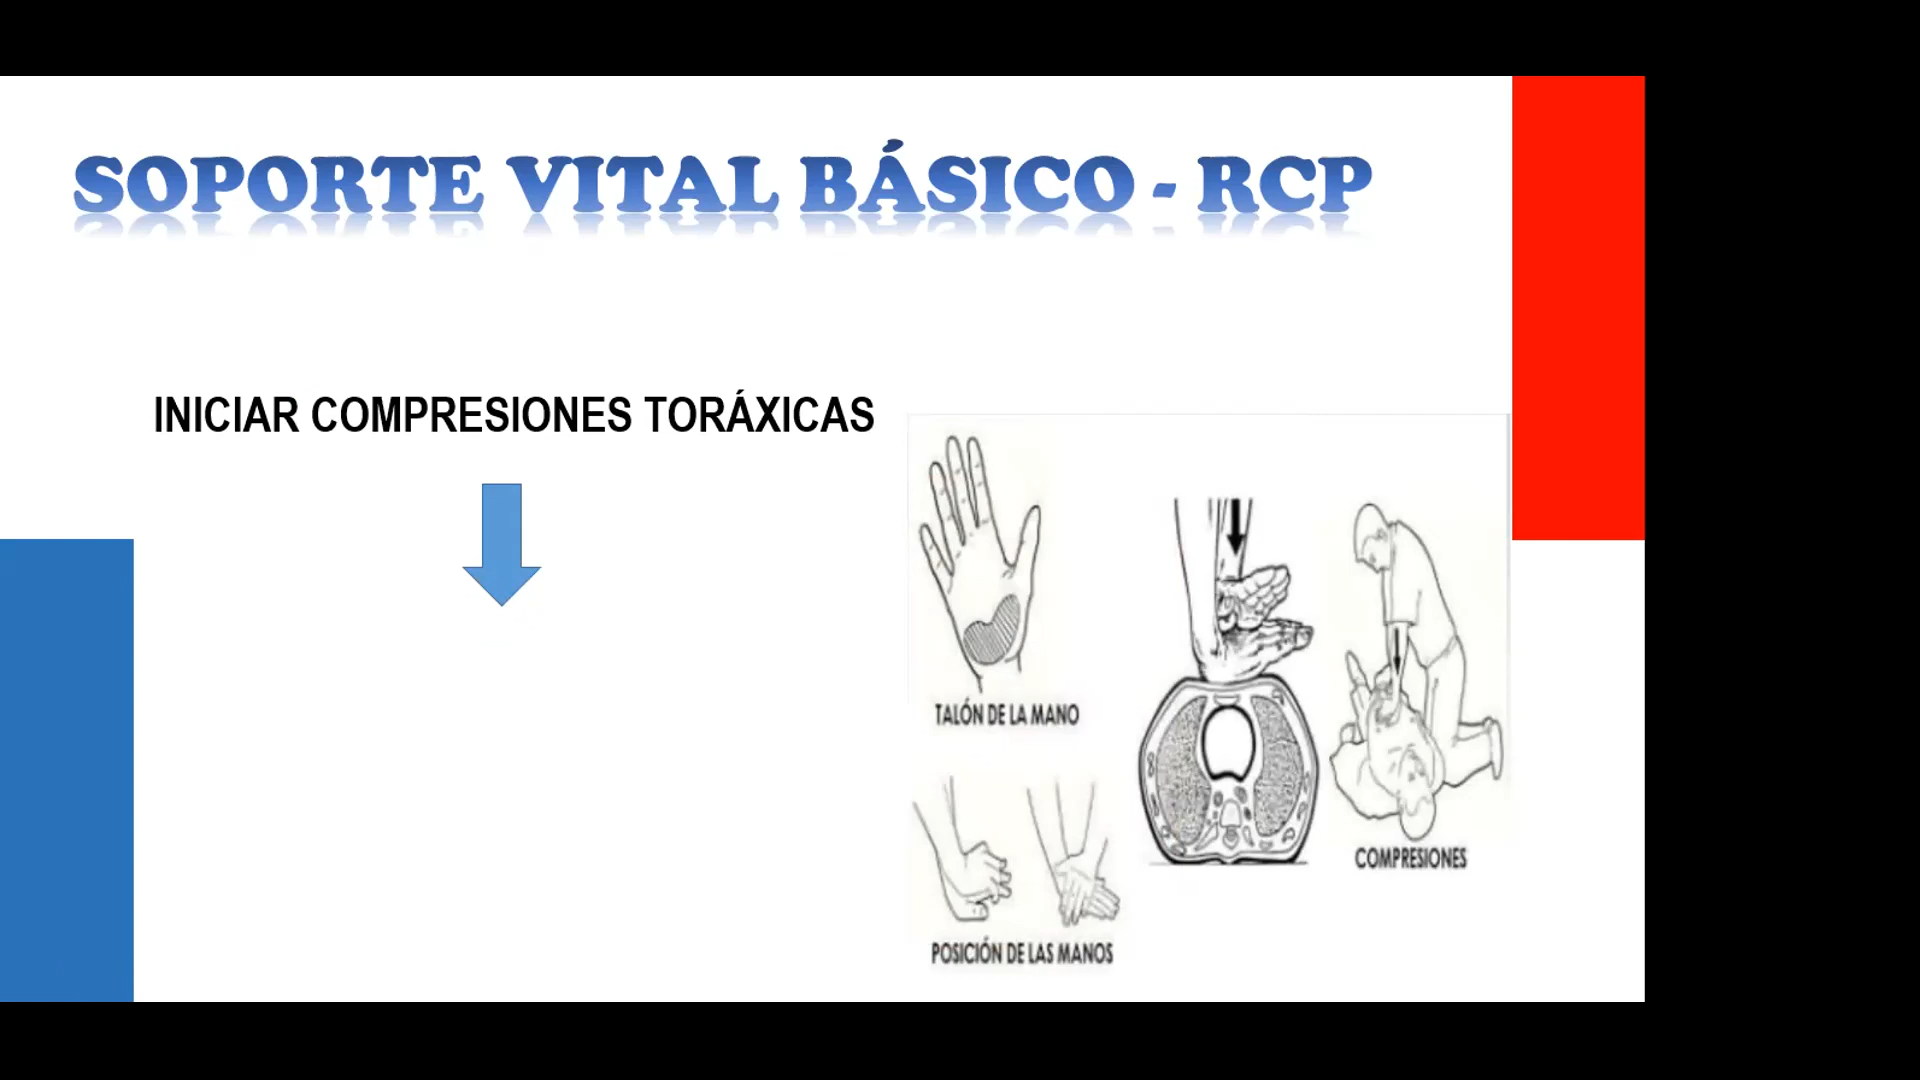 SOPORTE VITAL BÁSICO - RCP
INICIAR COMPRESIONES TORÁXICAS
TALÓN DE LA MANO
COMPRESIONES
POSICIÓN DE LAS MANOS